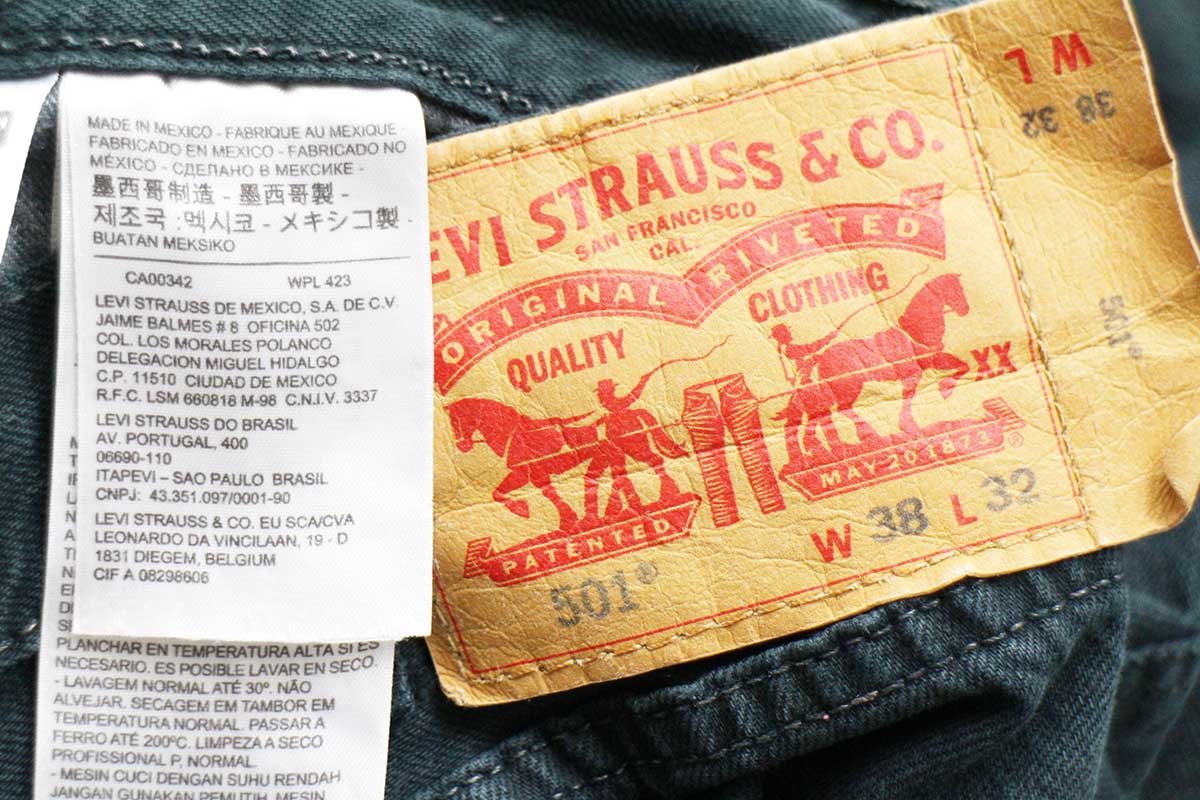 MADE IN MEXICO - FABRIQUE AU MEXIQUE -
FABRICADO EN MEXICO - FABRICADO NO
MÉXICO - СДЕЛАНО В МЕКСИКЕ -
墨西哥制造 - 墨西哥製 -
제조국 :멕시코 - メキシコ製 -
BUATAN MEKSIKO
CA00342 WPL 423
LEVI STRAUSS DE MEXICO, S.A. DE C.V.
JAIME BALMES # 8 OFICINA 502
COL. LOS MORALES POLANCO
DELEGACION MIGUEL HIDALGO
C.P. 11510 CIUDAD DE MEXICO
R.F.C. LSM 660818 M-98 C.N.I.V. 3337
LEVI STRAUSS DO BRASIL
AV. PORTUGAL, 400
06690-110
ITAPEVI – SAO PAULO BRASIL
CNPJ: 43.351.097/0001-90
LEVI STRAUSS & CO. EU SCA/CVA
LEONARDO DA VINCILAAN, 19 - D
1831 DIEGEM, BELGIUM
CIF A 08298606
PLANCHAR EN TEMPERATURA ALTA SI ES
NECESARIO. ES POSIBLE LAVAR EN SECO.
- LAVAGEM NORMAL ATÉ 30º. NÃO
ALVEJAR. SECAGEM EM TAMBOR EM
TEMPERATURA NORMAL. PASSAR A
FERRO ATÉ 200ºC. LIMPEZA A SECO
PROFISSIONAL P, NORMAL.
- MESIN CUCI DENGAN SUHU RENDAH
JANGAN GUNAKAN PEMUTIH, MESIN
EVI STRAUSS & CO.
SAN FRANCISCO
CAL.
ORIGINAL RIVETED
QUALITY CLOTHING
XX
PATENTED MAY 20 1873 ®
501® W 38 L 32
W L
38 32
501®